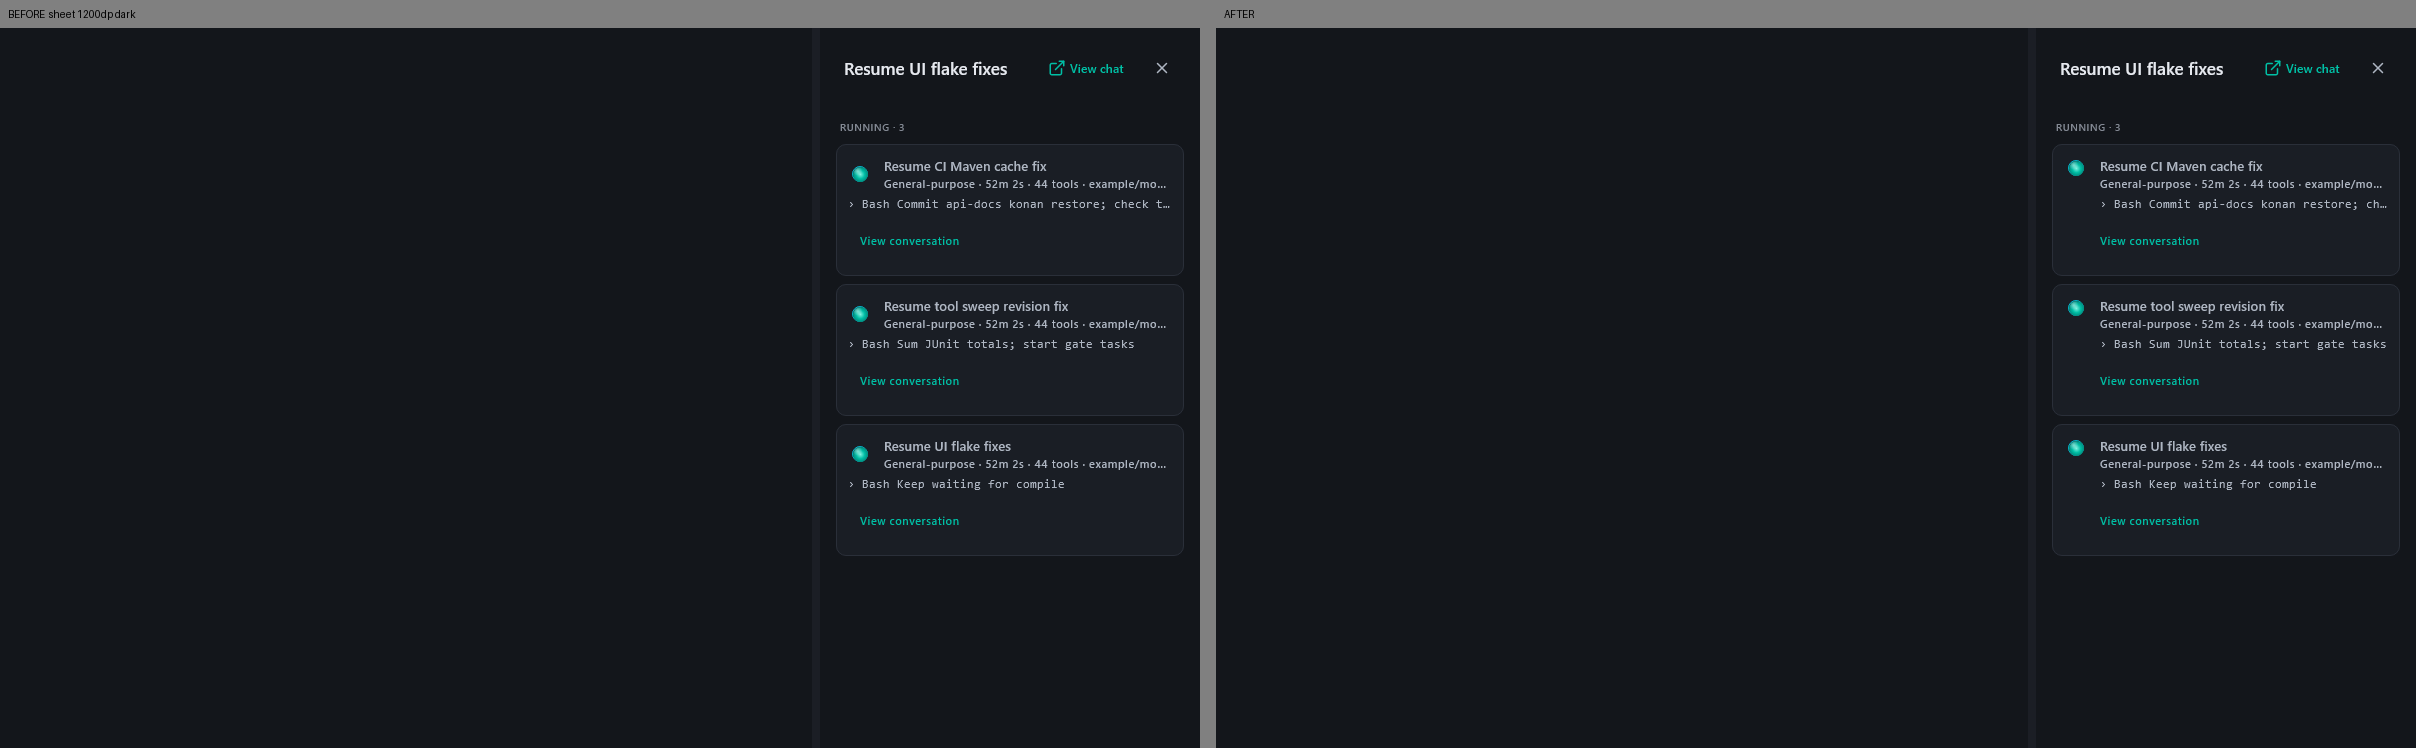 BEFORE sheet 1200dp dark
Resume UI flake fixes
View chat
RUNNING · 3
Resume CI Maven cache fix
General-purpose · 52m 2s · 44 tools · example/mo…
› Bash Commit api-docs konan restore; check t…
View conversation
Resume tool sweep revision fix
General-purpose · 52m 2s · 44 tools · example/mo…
› Bash Sum JUnit totals; start gate tasks
View conversation
Resume UI flake fixes
General-purpose · 52m 2s · 44 tools · example/mo…
› Bash Keep waiting for compile
View conversation
AFTER
Resume UI flake fixes
View chat
RUNNING · 3
Resume CI Maven cache fix
General-purpose · 52m 2s · 44 tools · example/mo…
› Bash Commit api-docs konan restore; ch…
View conversation
Resume tool sweep revision fix
General-purpose · 52m 2s · 44 tools · example/mo…
› Bash Sum JUnit totals; start gate tasks
View conversation
Resume UI flake fixes
General-purpose · 52m 2s · 44 tools · example/mo…
› Bash Keep waiting for compile
View conversation